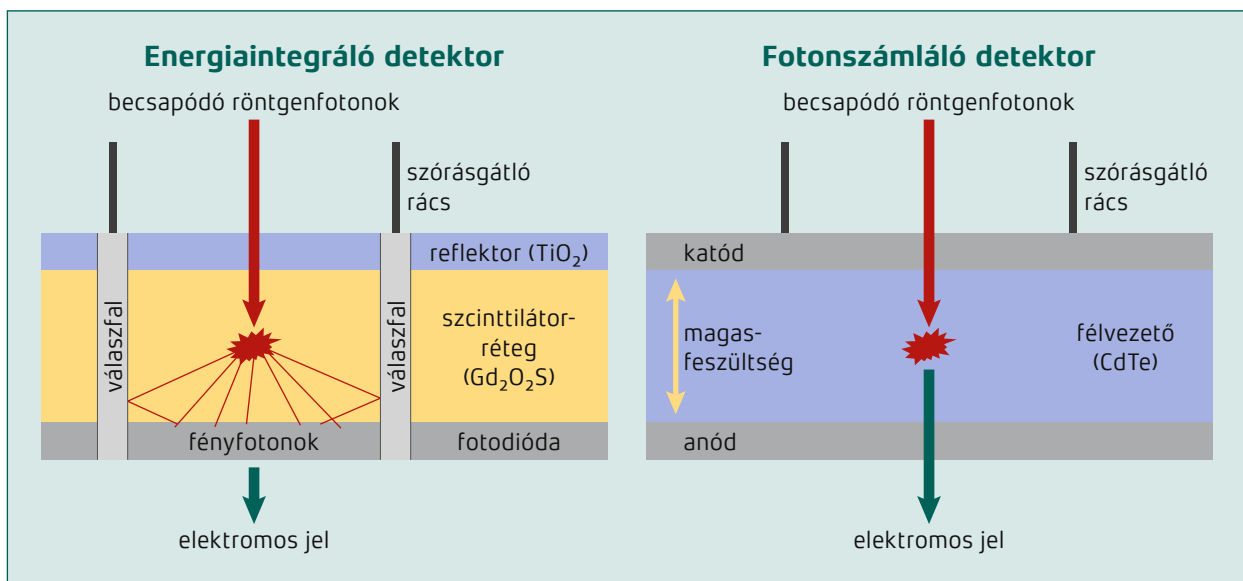 Energiaintegráló detektor
becsapódó röntgenfotonok
szórásgátló
rács
reflektor (TiO₂)
válaszfal
válaszfal
szcinttilátor-
réteg
(Gd₂O₂S)
fényfotonok
fotodióda
elektromos jel
Fotonszámláló detektor
becsapódó röntgenfotonok
szórásgátló
rács
katód
magas-
feszültség
félvezető
(CdTe)
anód
elektromos jel